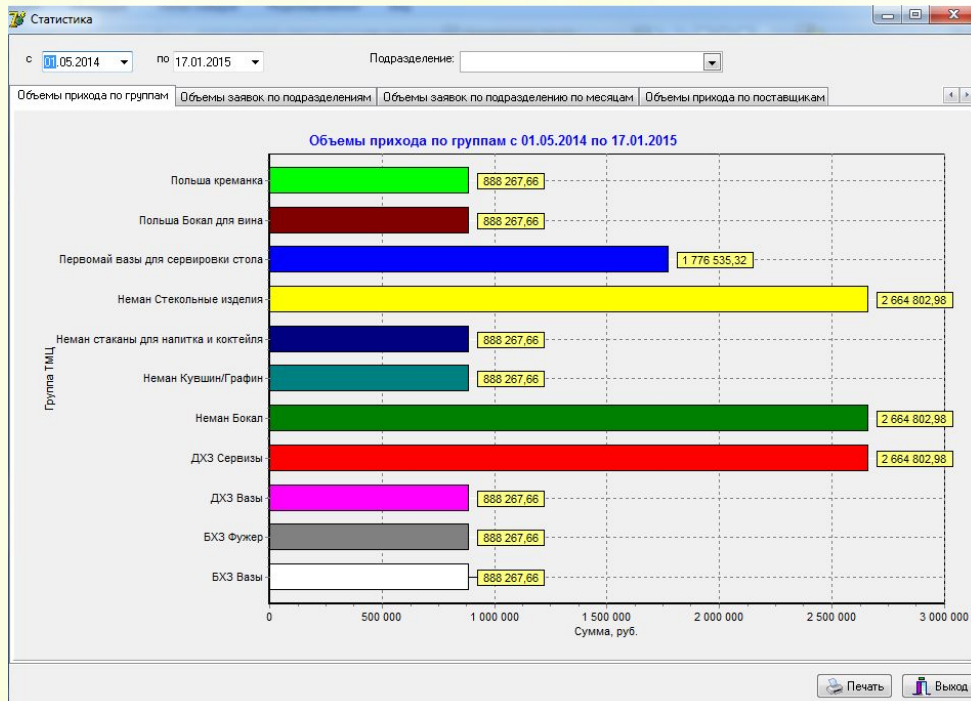 Статистика
с 01.05.2014 по 17.01.2015 Подразделение:
Объемы прихода по группам Объемы заявок по подразделениям Объемы заявок по подразделению по месяцам Объемы прихода по поставщикам
Объемы прихода по группам с 01.05.2014 по 17.01.2015
Польша креманка 888 267,66
Польша Бокал для вина 888 267,66
Первомай вазы для сервировки стола 1 776 535,32
Неман Стекольные изделия 2 664 802,98
Неман стаканы для напитка и коктейля 888 267,66
Неман Кувшин/Графин 888 267,66
Группа ТМЦ
Неман Бокал 2 664 802,98
ДХЗ Сервизы 2 664 802,98
ДХЗ Вазы 888 267,66
БХЗ Фужер 888 267,66
БХЗ Вазы 888 267,66
0 500 000 1 000 000 1 500 000 2 000 000 2 500 000 3 000 000
Сумма, руб.
Печать Выход